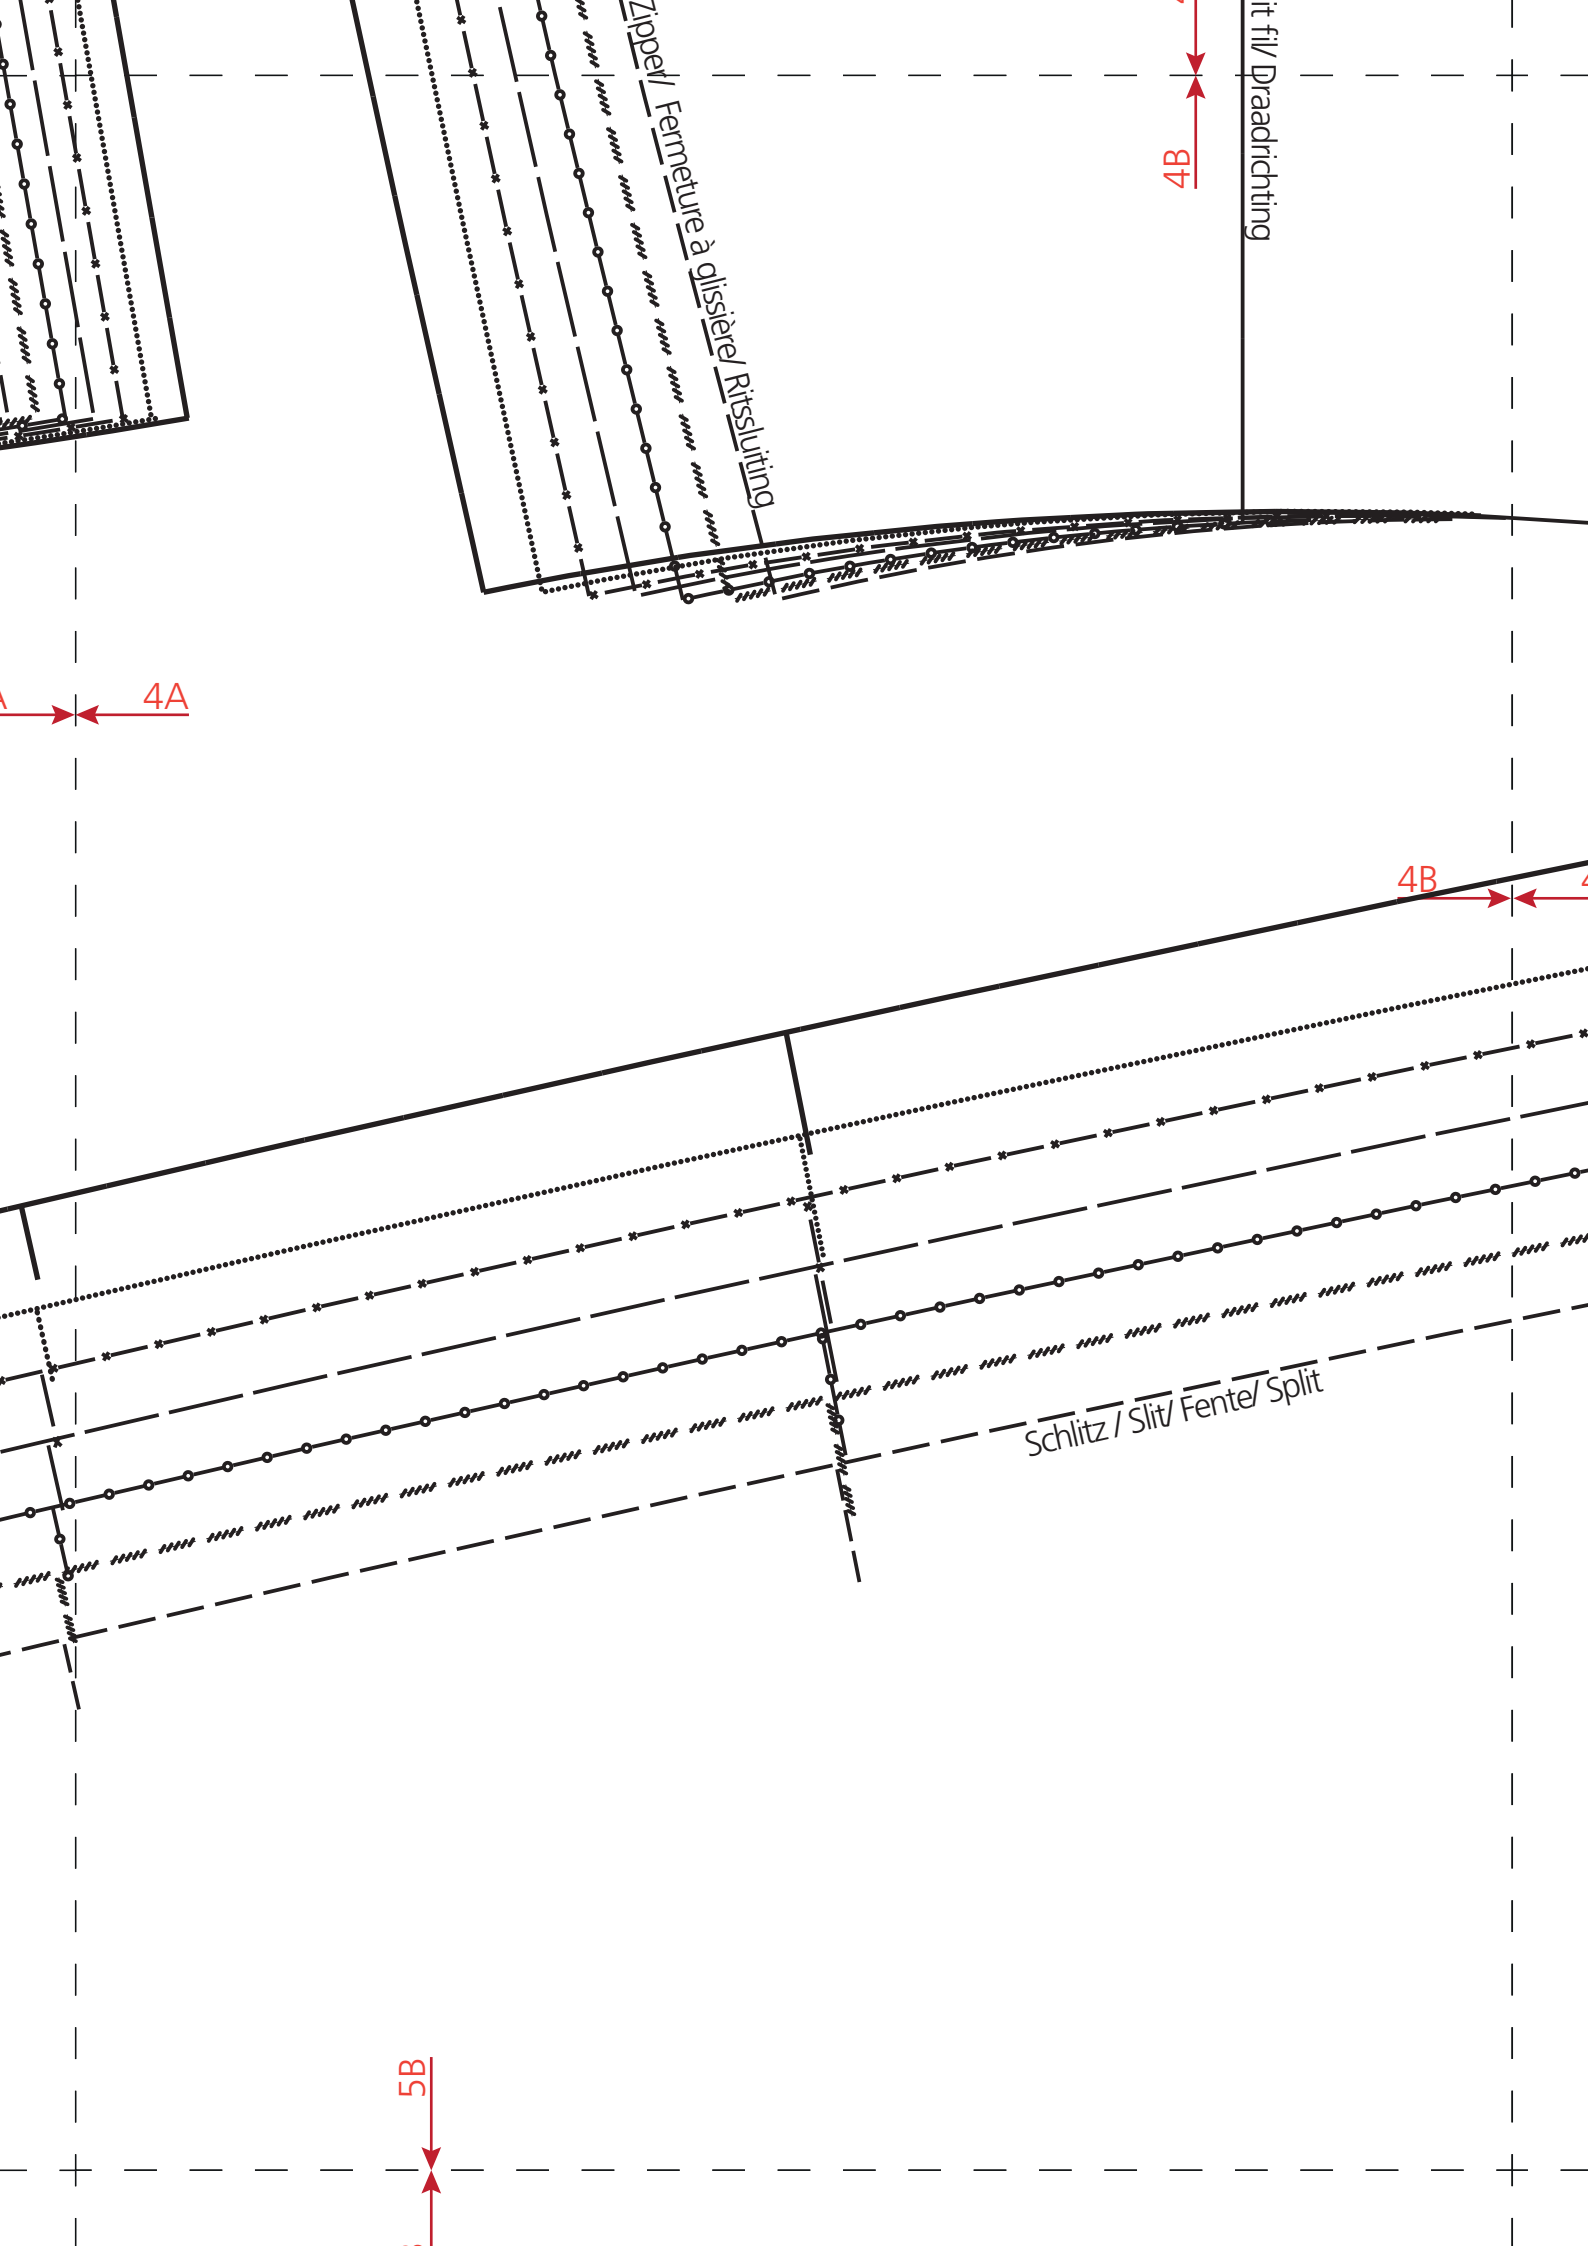 Zipper/ Fermeture à glissière/ Ritssluiting
it fil/ Draadrichting
4B
4A
4B
Schlitz / Slit/ Fente/ Split
5B